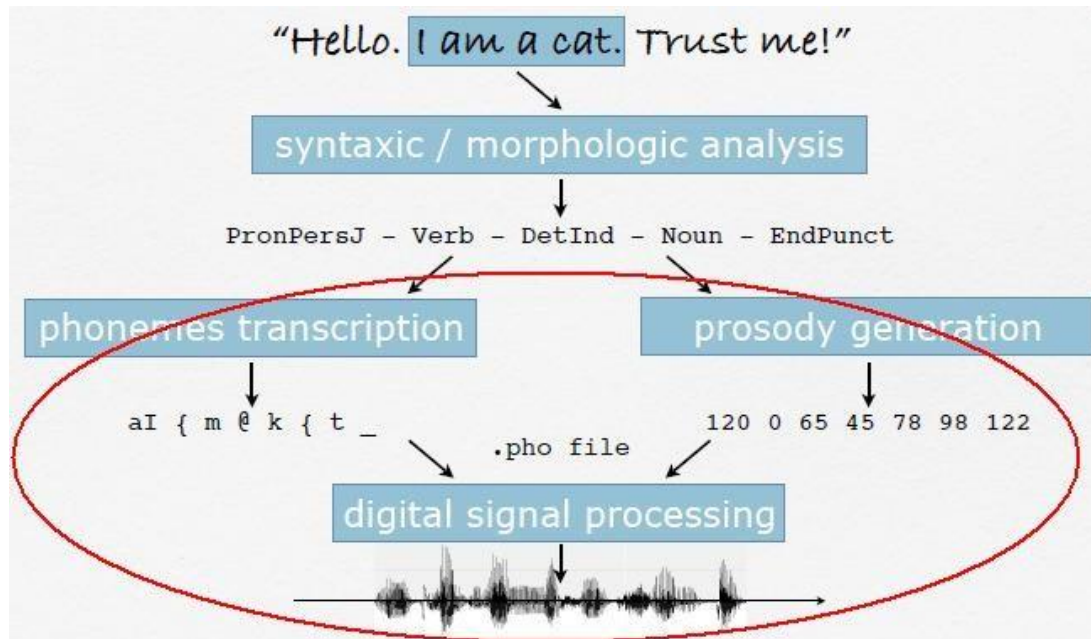 “Hello. I am a cat. Trust me!”
syntaxic / morphologic analysis
PronPersJ - Verb - DetInd - Noun - EndPunct
phonemes transcription
prosody generation
aI { m @ k { t _
120 0 65 45 78 98 122
.pho file
digital signal processing